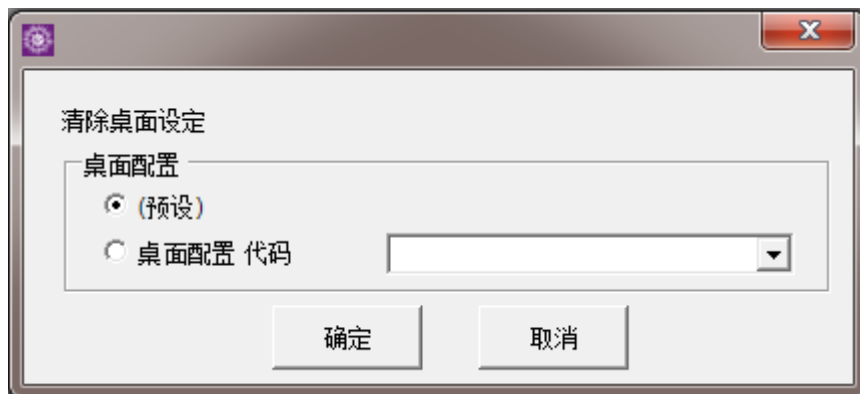 清除桌面设定
桌面配置
(预设)
桌面配置 代码
确定
取消